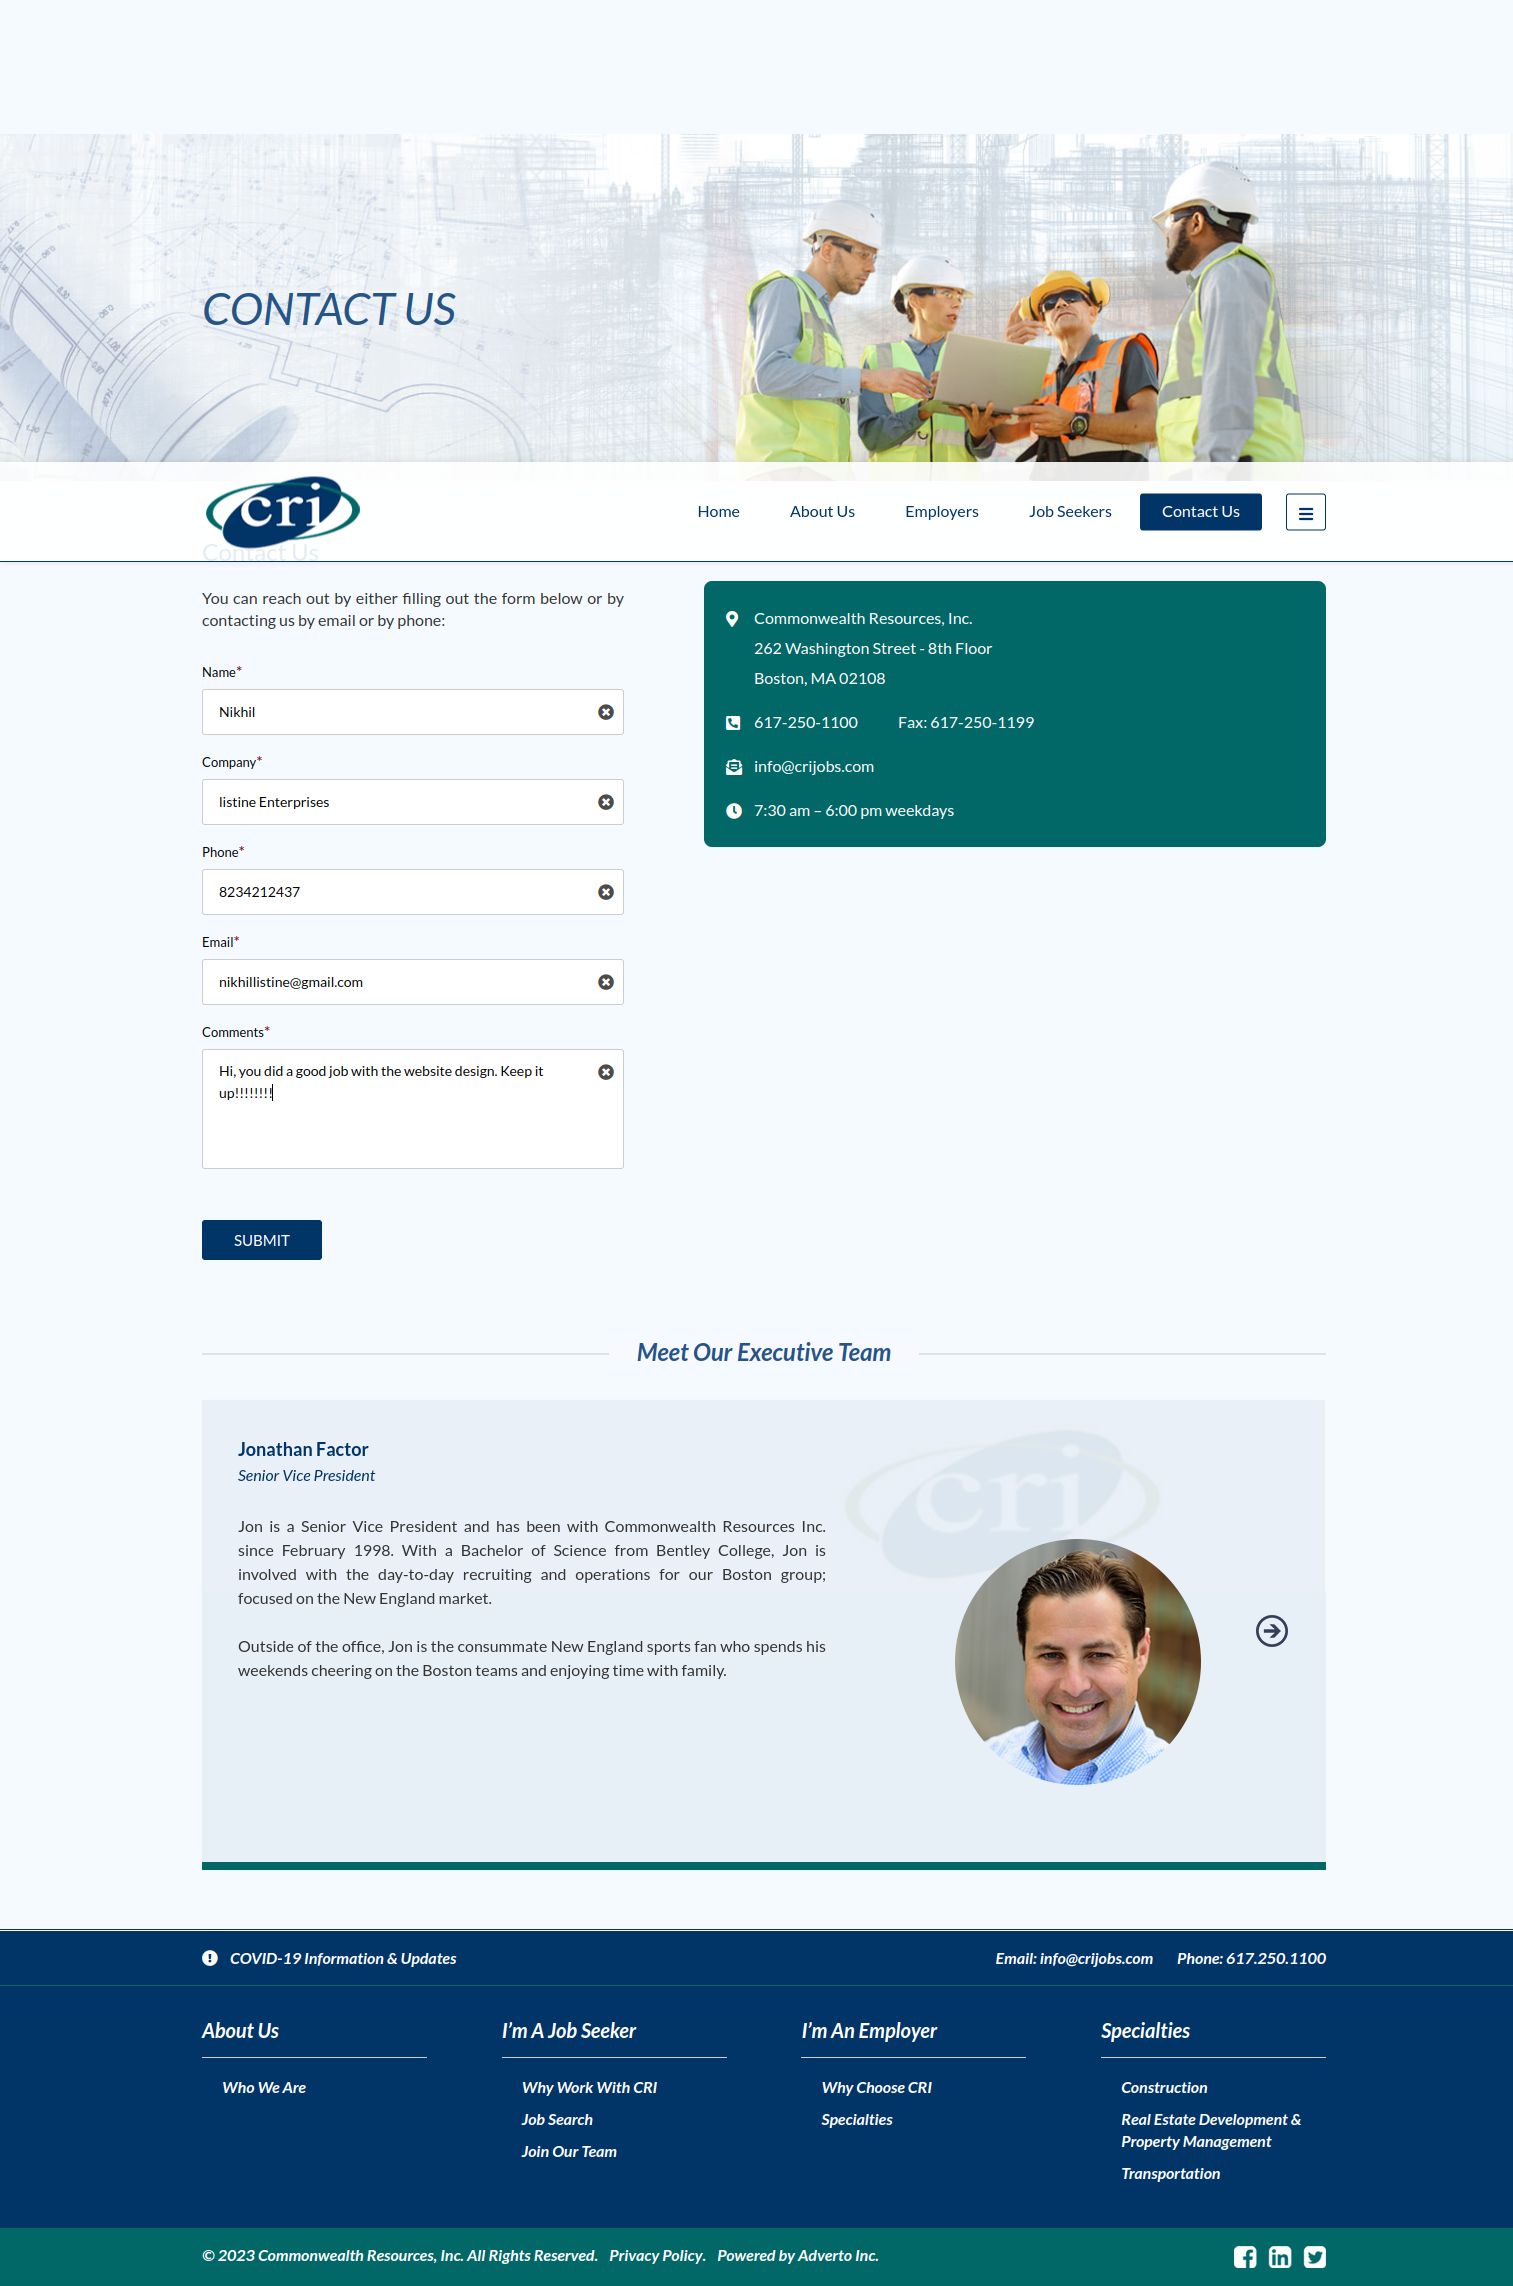 CONTACT US
cri
Home
About Us
Employers
Job Seekers
Contact Us
Contact Us
You can reach out by either filling out the form below or by
contacting us by email or by phone:
Name*
Nikhil
Company*
listine Enterprises
Phone*
8234212437
Email*
nikhillistine@gmail.com
Comments*
Hi, you did a good job with the website design. Keep it
up!!!!!!!!
SUBMIT
Commonwealth Resources, Inc.
262 Washington Street - 8th Floor
Boston, MA 02108
617-250-1100 Fax: 617-250-1199
info@crijobs.com
7:30 am – 6:00 pm weekdays
Meet Our Executive Team
Jonathan Factor
Senior Vice President
Jon is a Senior Vice President and has been with Commonwealth Resources Inc.
since February 1998. With a Bachelor of Science from Bentley College, Jon is
involved with the day-to-day recruiting and operations for our Boston group;
focused on the New England market.
Outside of the office, Jon is the consummate New England sports fan who spends his
weekends cheering on the Boston teams and enjoying time with family.
cri
COVID-19 Information & Updates
Email: info@crijobs.com Phone: 617.250.1100
About Us
Who We Are
I’m A Job Seeker
Why Work With CRI
Job Search
Join Our Team
I’m An Employer
Why Choose CRI
Specialties
Specialties
Construction
Real Estate Development &
Property Management
Transportation
© 2023 Commonwealth Resources, Inc. All Rights Reserved. Privacy Policy. Powered by Adverto Inc.